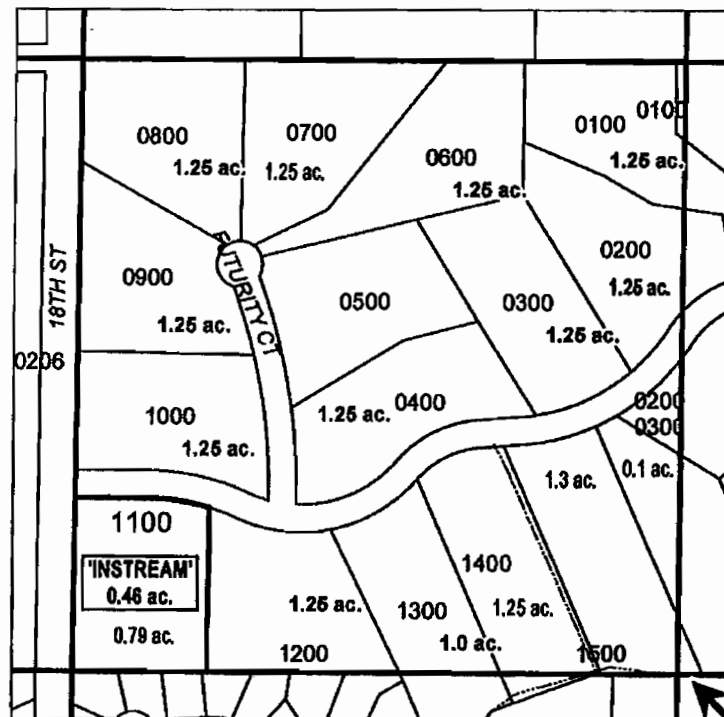 0800
1.25 ac.
0700
1.25 ac.
0600
1.25 ac.
0100
0100
1.25 ac.
0900
1.25 ac.
FUTURITY CT
18TH ST
0206
0500
0300
1.25 ac.
0200
1.25 ac.
1000
1.25 ac.
1.25 ac.
0400
0200
0300
0.1 ac.
1.3 ac.
1100
'INSTREAM'
0.46 ac.
0.79 ac.
1.25 ac.
1200
1300
1.0 ac.
1400
1.25 ac.
1500